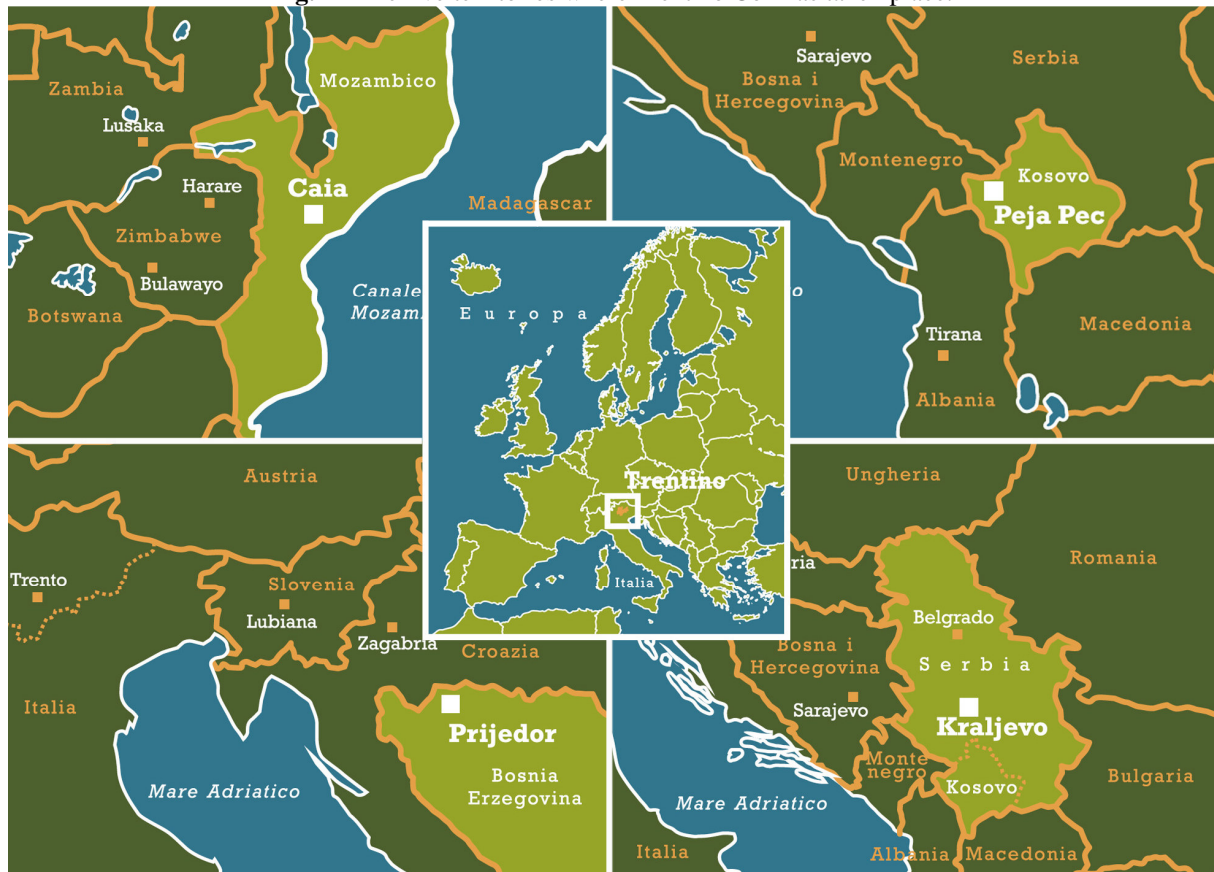 Zambia
Lusaka
Mozambico
Caia
Harare
Zimbabwe
Bulawayo
Botswana
Madagascar
Canale
Mozam
Sarajevo
Bosna i
Hercegovina
Serbia
Montenegro
Kosovo
Peja Pec
Tirana
Albania
Macedonia
Europa
Trentino
Italia
Austria
Trento
Slovenia
Lubiana
Zagabria
Croazia
Italia
Prijedor
Bosnia
Erzegovina
Mare Adriatico
Ungheria
Romania
Belgrado
Bosna i
Hercegovina
Serbia
Sarajevo
Kraljevo
Monte
negro
Kosovo
Bulgaria
Mare Adriatico
Italia
Albania
Macedonia